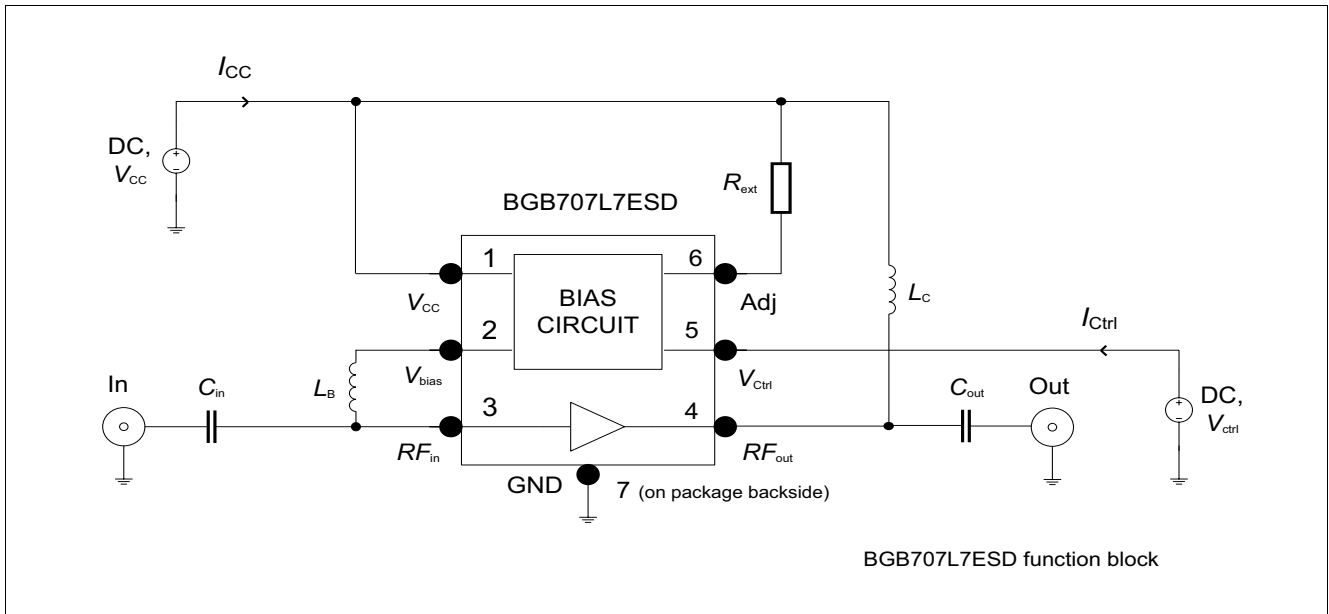 I_CC
DC,
V_CC
+
−
R_ext
BGB707L7ESD
1
6
V_CC
BIAS
CIRCUIT
Adj
L_C
2
5
I_Ctrl
V_bias
V_Ctrl
In
C_in
L_B
3
4
C_out
Out
+
−
DC,
V_ctrl
RF_in
RF_out
GND
7 (on package backside)
BGB707L7ESD function block